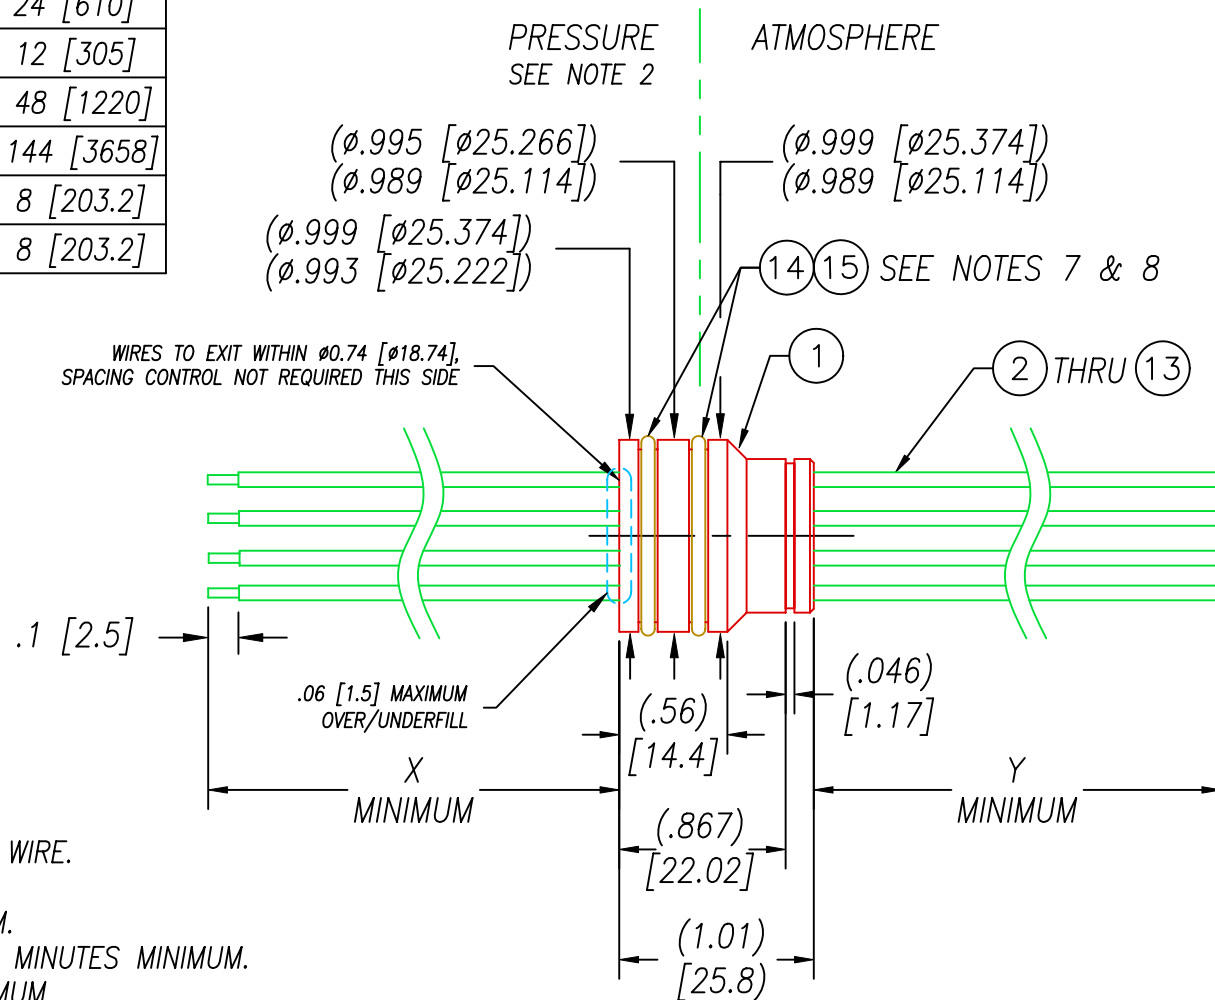 24 [610]
12 [305]
48 [1220]
144 [3658]
8 [203.2]
8 [203.2]
PRESSURE
SEE NOTE 2
ATMOSPHERE
(ø.995 [ø25.266])
(ø.989 [ø25.114])
(ø.999 [ø25.374])
(ø.989 [ø25.114])
(ø.999 [ø25.374])
(ø.993 [ø25.222])
14 15 SEE NOTES 7 & 8
WIRES TO EXIT WITHIN ø0.74 [ø18.74],
SPACING CONTROL NOT REQUIRED THIS SIDE
1
2 THRU 13
.1 [2.5]
.06 [1.5] MAXIMUM
OVER/UNDERFILL
(.56)
[14.4]
(.046)
[1.17]
X
MINIMUM
Y
MINIMUM
(.867)
[22.02]
(1.01)
[25.8)
WIRE.
MINUTES MINIMUM.